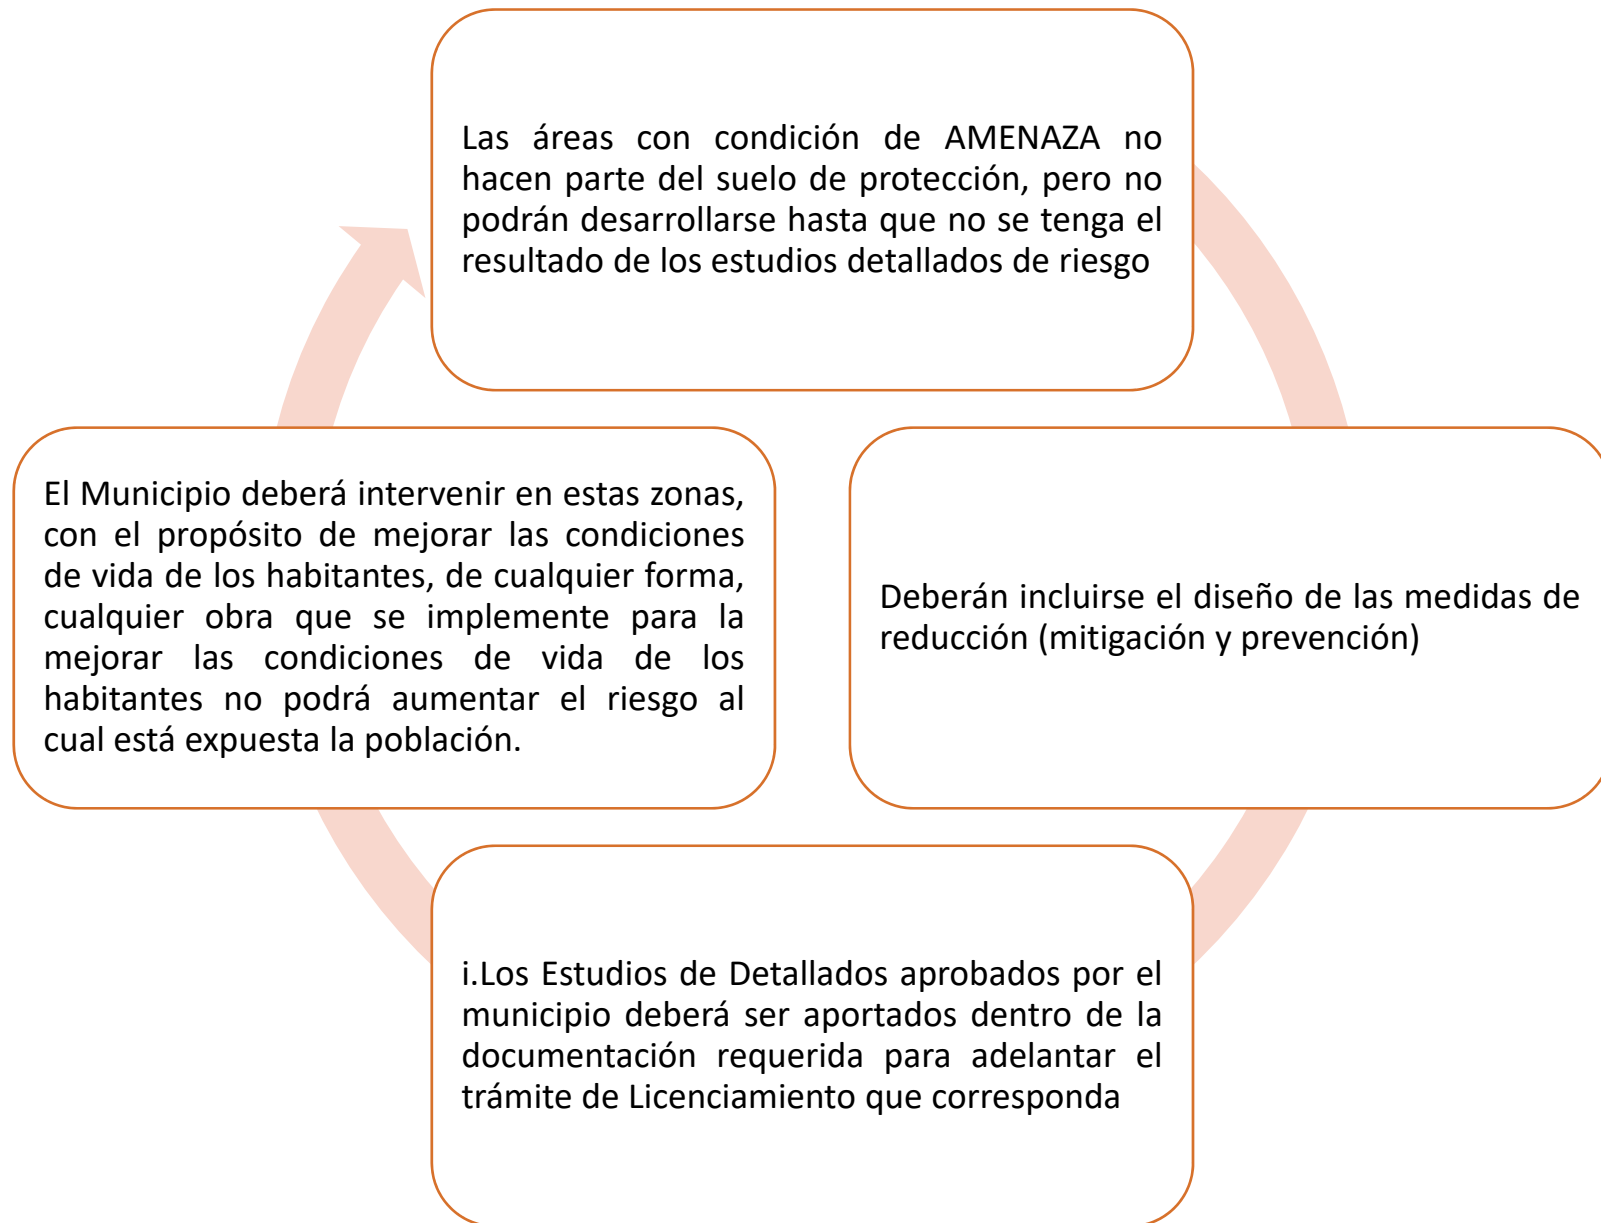 Las áreas con condición de AMENAZA no
hacen parte del suelo de protección, pero no
podrán desarrollarse hasta que no se tenga el
resultado de los estudios detallados de riesgo
Deberán incluirse el diseño de las medidas de
reducción (mitigación y prevención)
i.Los Estudios de Detallados aprobados por el
municipio deberá ser aportados dentro de la
documentación requerida para adelantar el
trámite de Licenciamiento que corresponda
El Municipio deberá intervenir en estas zonas,
con el propósito de mejorar las condiciones
de vida de los habitantes, de cualquier forma,
cualquier obra que se implemente para la
mejorar las condiciones de vida de los
habitantes no podrá aumentar el riesgo al
cual está expuesta la población.